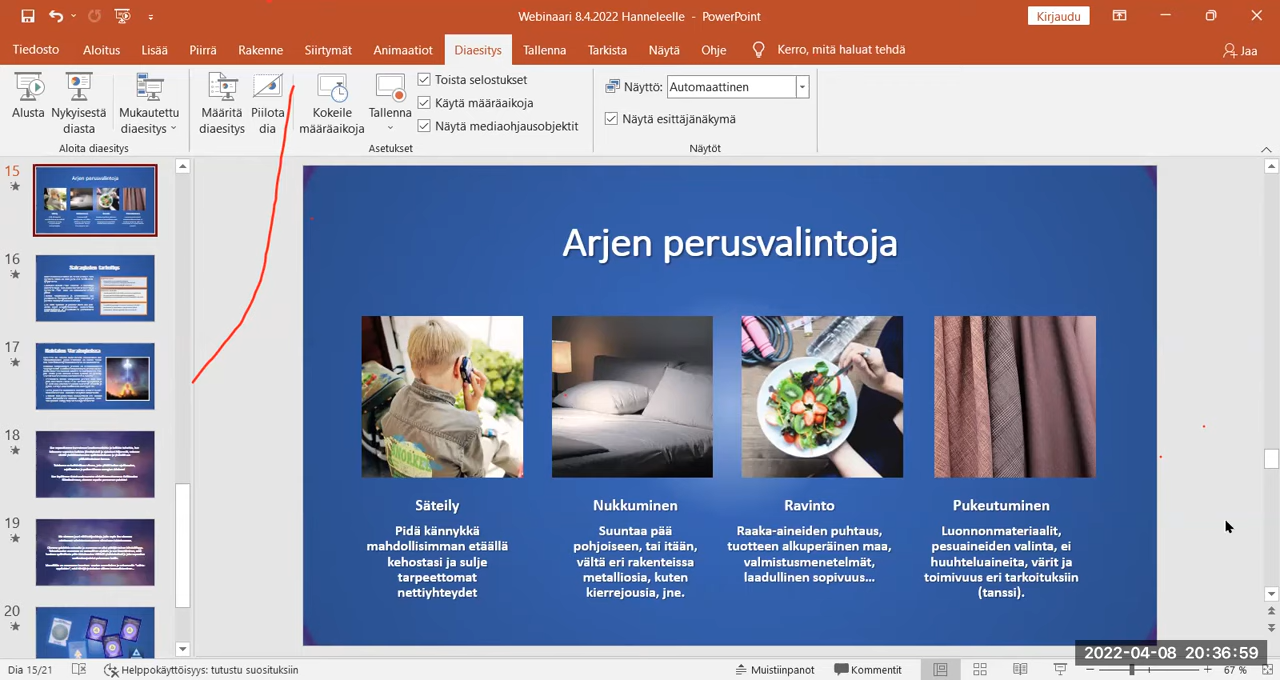 Webinaari 8.4.2022 Hanneleelle - PowerPoint
Kirjaudu
Tiedosto Aloitus Lisää Piirrä Rakenne Siirtymät Animaatiot Diaesitys Tallenna Tarkista Näytä Ohje Kerro, mitä haluat tehdä Jaa
Alusta
Nykyisestä
diasta
Mukautettu
diaesitys
Aloita diaesitys
Määritä
diaesitys
Piilota
dia
Kokeile
määräaikoja
Tallenna
Toista selostukset
Käytä määräaikoja
Näytä mediaohjausobjektit
Asetukset
Näyttö: Automaattinen
Näytä esittäjänäkymä
Näytöt
15
Arjen perusvalintoja
16
17
18
19
20
Arjen perusvalintoja
Säteily
Pidä kännykkä
mahdollisimman etäällä
kehostasi ja sulje
tarpeettomat
nettiyhteydet
Nukkuminen
Suuntaa pää
pohjoiseen, tai itään,
vältä eri rakenteissa
metalliosia, kuten
kierrejousia, jne.
Ravinto
Raaka-aineiden puhtaus,
tuotteen alkuperäinen maa,
valmistusmenetelmät,
laadullinen sopivuus...
Pukeutuminen
Luonnonmateriaalit,
pesuaineiden valinta, ei
huuhteluaineita, värit ja
toimivuus eri tarkoituksiin
(tanssi).
2022-04-08 20:36:59
Dia 15/21 Helppokäyttöisyys: tutustu suosituksiin Muistiinpanot Kommentit 67 %